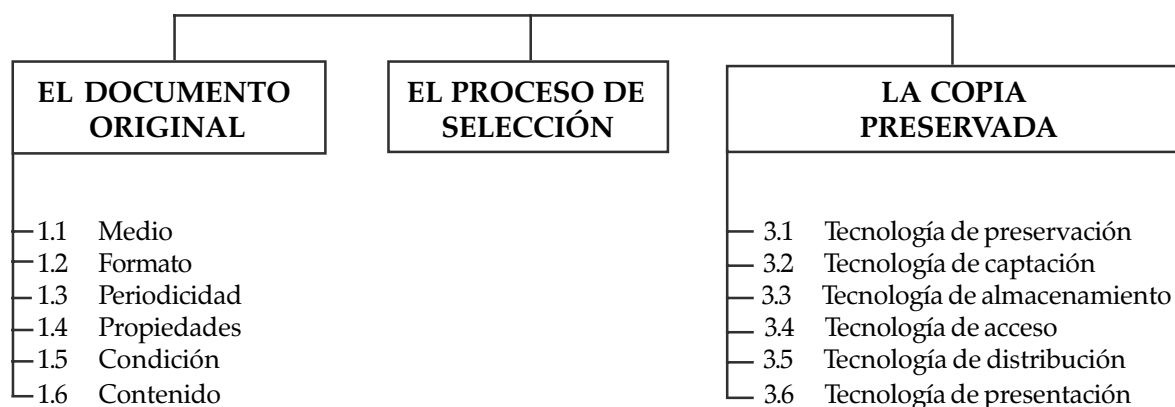 EL DOCUMENTO
ORIGINAL
1.1 Medio
1.2 Formato
1.3 Periodicidad
1.4 Propiedades
1.5 Condición
1.6 Contenido
EL PROCESO DE
SELECCIÓN
LA COPIA
PRESERVADA
3.1 Tecnología de preservación
3.2 Tecnología de captación
3.3 Tecnología de almacenamiento
3.4 Tecnología de acceso
3.5 Tecnología de distribución
3.6 Tecnología de presentación